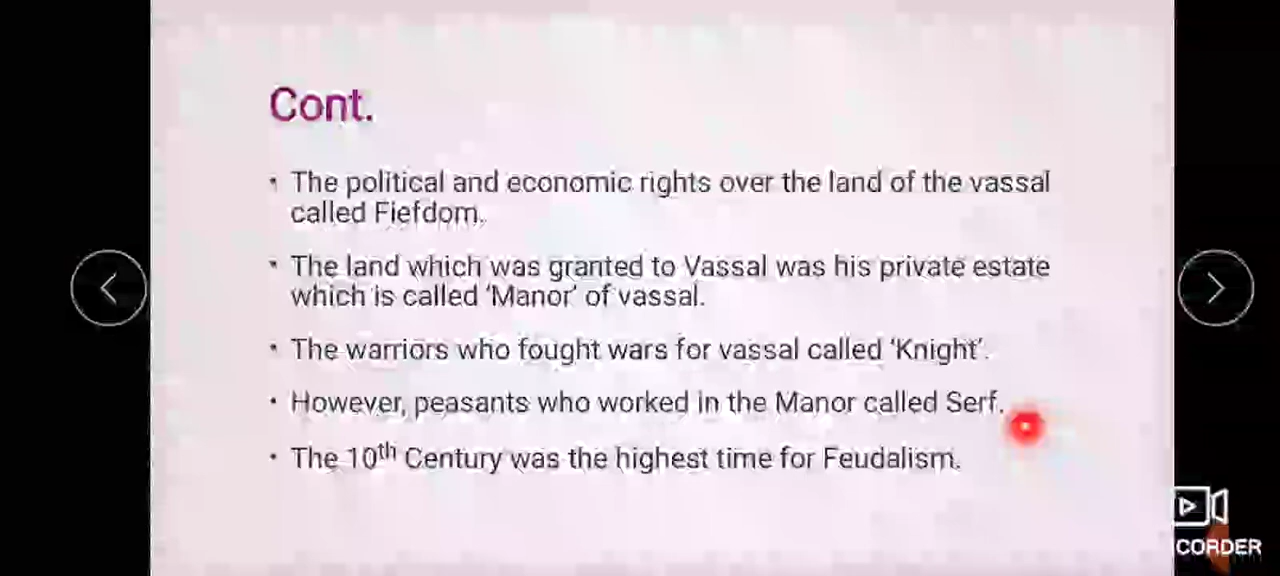 Cont.
• The political and economic rights over the land of the vassal
called Fiefdom.
• The land which was granted to Vassal was his private estate
which is called ‘Manor’ of vassal.
• The warriors who fought wars for vassal called ‘Knight’.
• However, peasants who worked in the Manor called Serf.
• The 10th Century was the highest time for Feudalism.
CORDER